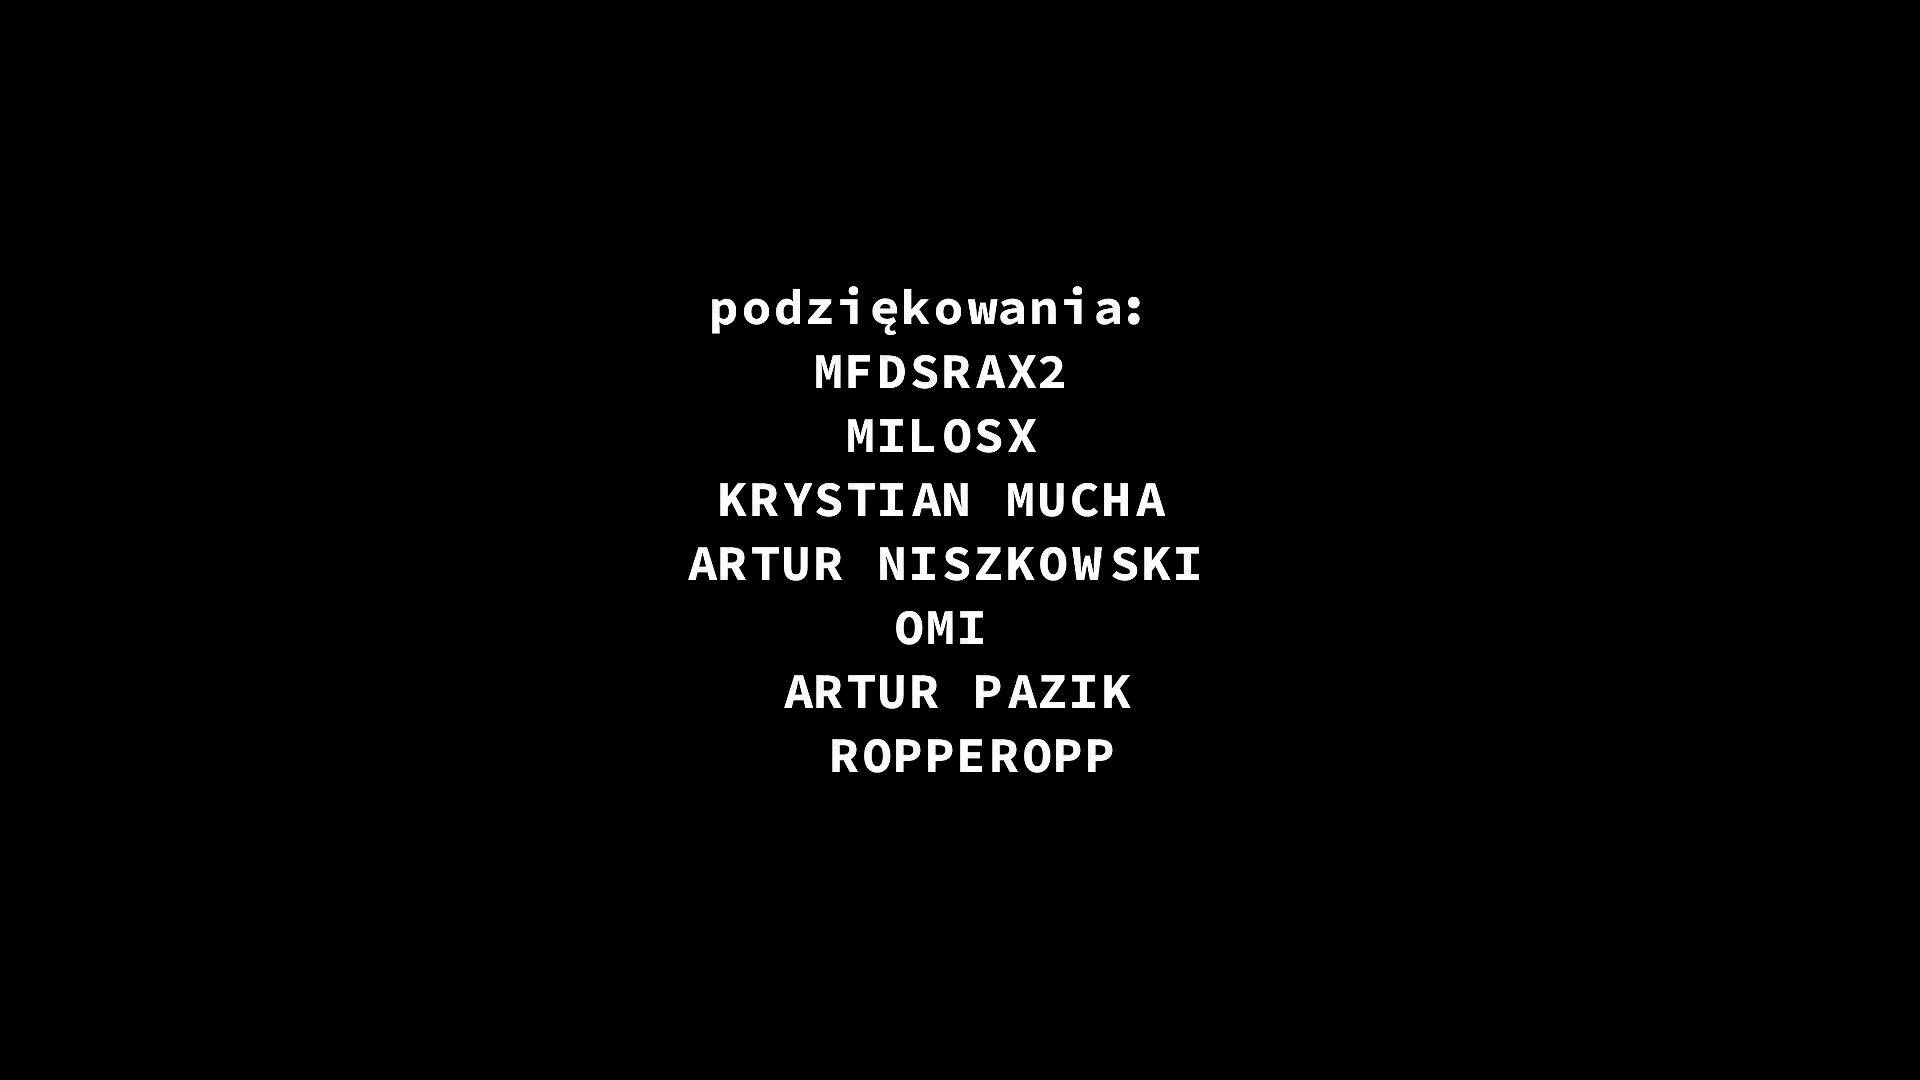 podziękowania:
MFDSRAX2
MILOSX
KRYSTIAN MUCHA
ARTUR NISZKOWSKI
OMI
ARTUR PAZIK
ROPPEROPP